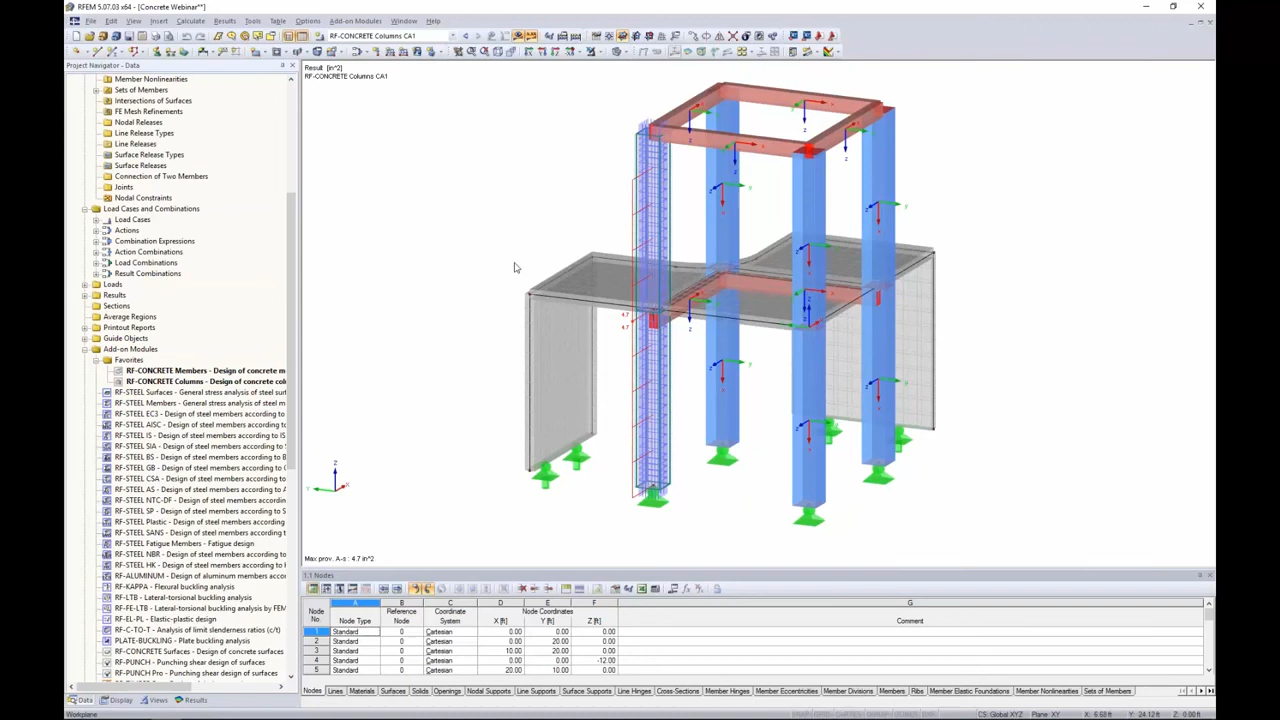 RFEM 5.07.03 x64 - [Concrete Webinar**]
File Edit View Insert Calculate Results Tools Table Options Add-on Modules Window Help
RF-CONCRETE Columns CA1
Project Navigator - Data
Member Nonlinearities
Sets of Members
Intersections of Surfaces
FE Mesh Refinements
Nodal Releases
Line Release Types
Line Releases
Surface Release Types
Surface Releases
Connection of Two Members
Joints
Nodal Constraints
Load Cases and Combinations
Load Cases
Actions
Combination Expressions
Action Combinations
Load Combinations
Result Combinations
Loads
Results
Sections
Average Regions
Printout Reports
Guide Objects
Add-on Modules
Favorites
RF-CONCRETE Members - Design of concrete m
RF-CONCRETE Columns - Design of concrete col
RF-STEEL Surfaces - General stress analysis of steel surf
RF-STEEL Members - General stress analysis of steel me
RF-STEEL EC3 - Design of steel members according to
RF-STEEL AISC - Design of steel members according to
RF-STEEL IS - Design of steel members according to IS
RF-STEEL SIA - Design of steel members according to S
RF-STEEL BS - Design of steel members according to B
RF-STEEL GB - Design of steel members according to G
RF-STEEL CSA - Design of steel members according to
RF-STEEL AS - Design of steel members according to A
RF-STEEL NTC-DF - Design of steel members according
RF-STEEL SP - Design of steel members according to S
RF-STEEL Plastic - Design of steel members according
RF-STEEL SANS - Design of steel members according to
RF-STEEL Fatigue Members - Fatigue design
RF-STEEL NBR - Design of steel members according to
RF-STEEL HK - Design of steel members according to H
RF-ALUMINUM - Design of aluminum members accor
RF-KAPPA - Flexural buckling analysis
RF-LTB - Lateral-torsional buckling analysis
RF-FE-LTB - Lateral-torsional buckling analysis by FEM
RF-EL-PL - Elastic-plastic design
RF-C-TO-T - Analysis of limit slenderness ratios (c/t)
PLATE-BUCKLING - Plate buckling analysis
RF-CONCRETE Surfaces - Design of concrete surfaces
RF-PUNCH - Punching shear design of surfaces
RF-PUNCH Pro - Punching shear design of surfaces
Data Display Views Results
Workplane
Result [in^2]
RF-CONCRETE Columns CA1
4.7
4.7
Max prov. A-s : 4.7 in^2
1.1 Nodes
A B C D E F G
Node Reference Coordinate Node Coordinates
No. Node Type Node System X [ft] Y [ft] Z [ft] Comment
1 Standard 0 Cartesian 0.00 0.00 0.00
2 Standard 0 Cartesian 0.00 20.00 0.00
3 Standard 0 Cartesian 10.00 20.00 0.00
4 Standard 0 Cartesian 0.00 0.00 -12.00
5 Standard 0 Cartesian 20.00 10.00 0.00
Nodes Lines Materials Surfaces Solids Openings Nodal Supports Line Supports Surface Supports Line Hinges Cross-Sections Member Hinges Member Eccentricities Member Divisions Members Ribs Member Elastic Foundations Member Nonlinearities Sets of Members
CS: Global XYZ Plane: XY X: 6.68 ft Y: 24.12 ft Z: 0.00 ft